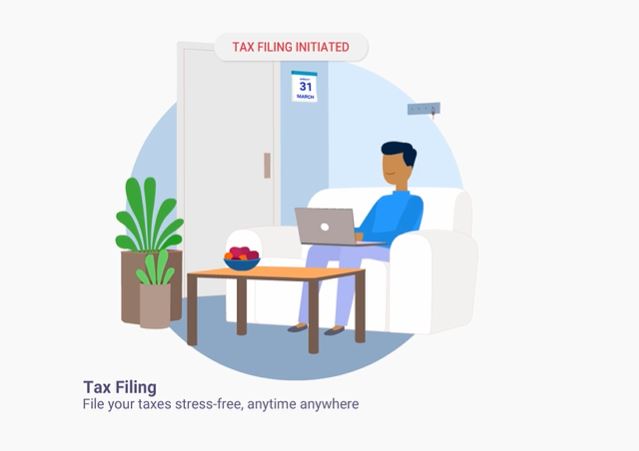 TAX FILING INITIATED
31
MARCH
Tax Filing
File your taxes stress-free, anytime anywhere